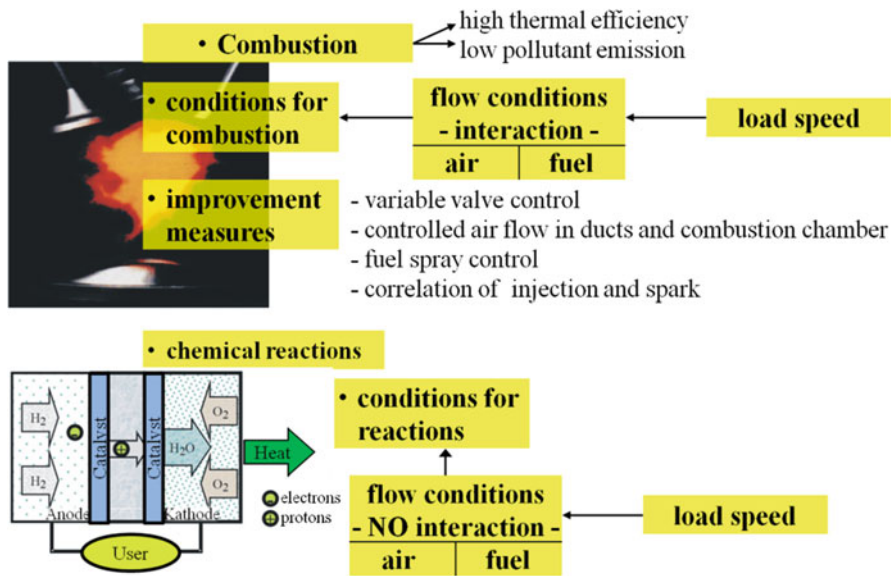 • Combustion
high thermal efficiency
low pollutant emission
• conditions for
combustion
flow conditions
- interaction -
air
fuel
load speed
• improvement
measures
- variable valve control
- controlled air flow in ducts and combustion chamber
- fuel spray control
- correlation of injection and spark
• chemical reactions
H2
H2
Catalyst
Catalyst
H2O
O2
O2
Heat
electrons
protons
Anode
Kathode
User
• conditions for
reactions
flow conditions
- NO interaction -
air
fuel
load speed